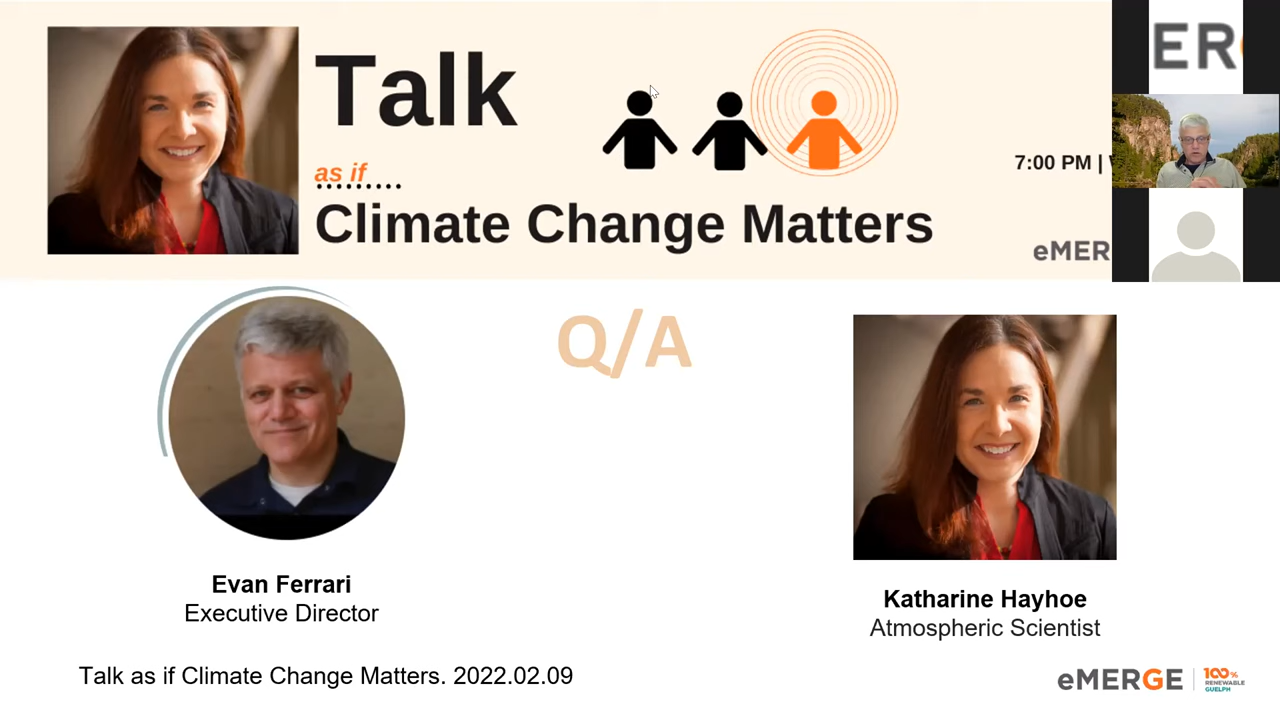 Talk
as if
Climate Change Matters
7:00 PM |
eMER
ER
Q/A
Evan Ferrari
Executive Director
Katharine Hayhoe
Atmospheric Scientist
Talk as if Climate Change Matters. 2022.02.09
eMERGE
100%
RENEWABLE
GUELPH